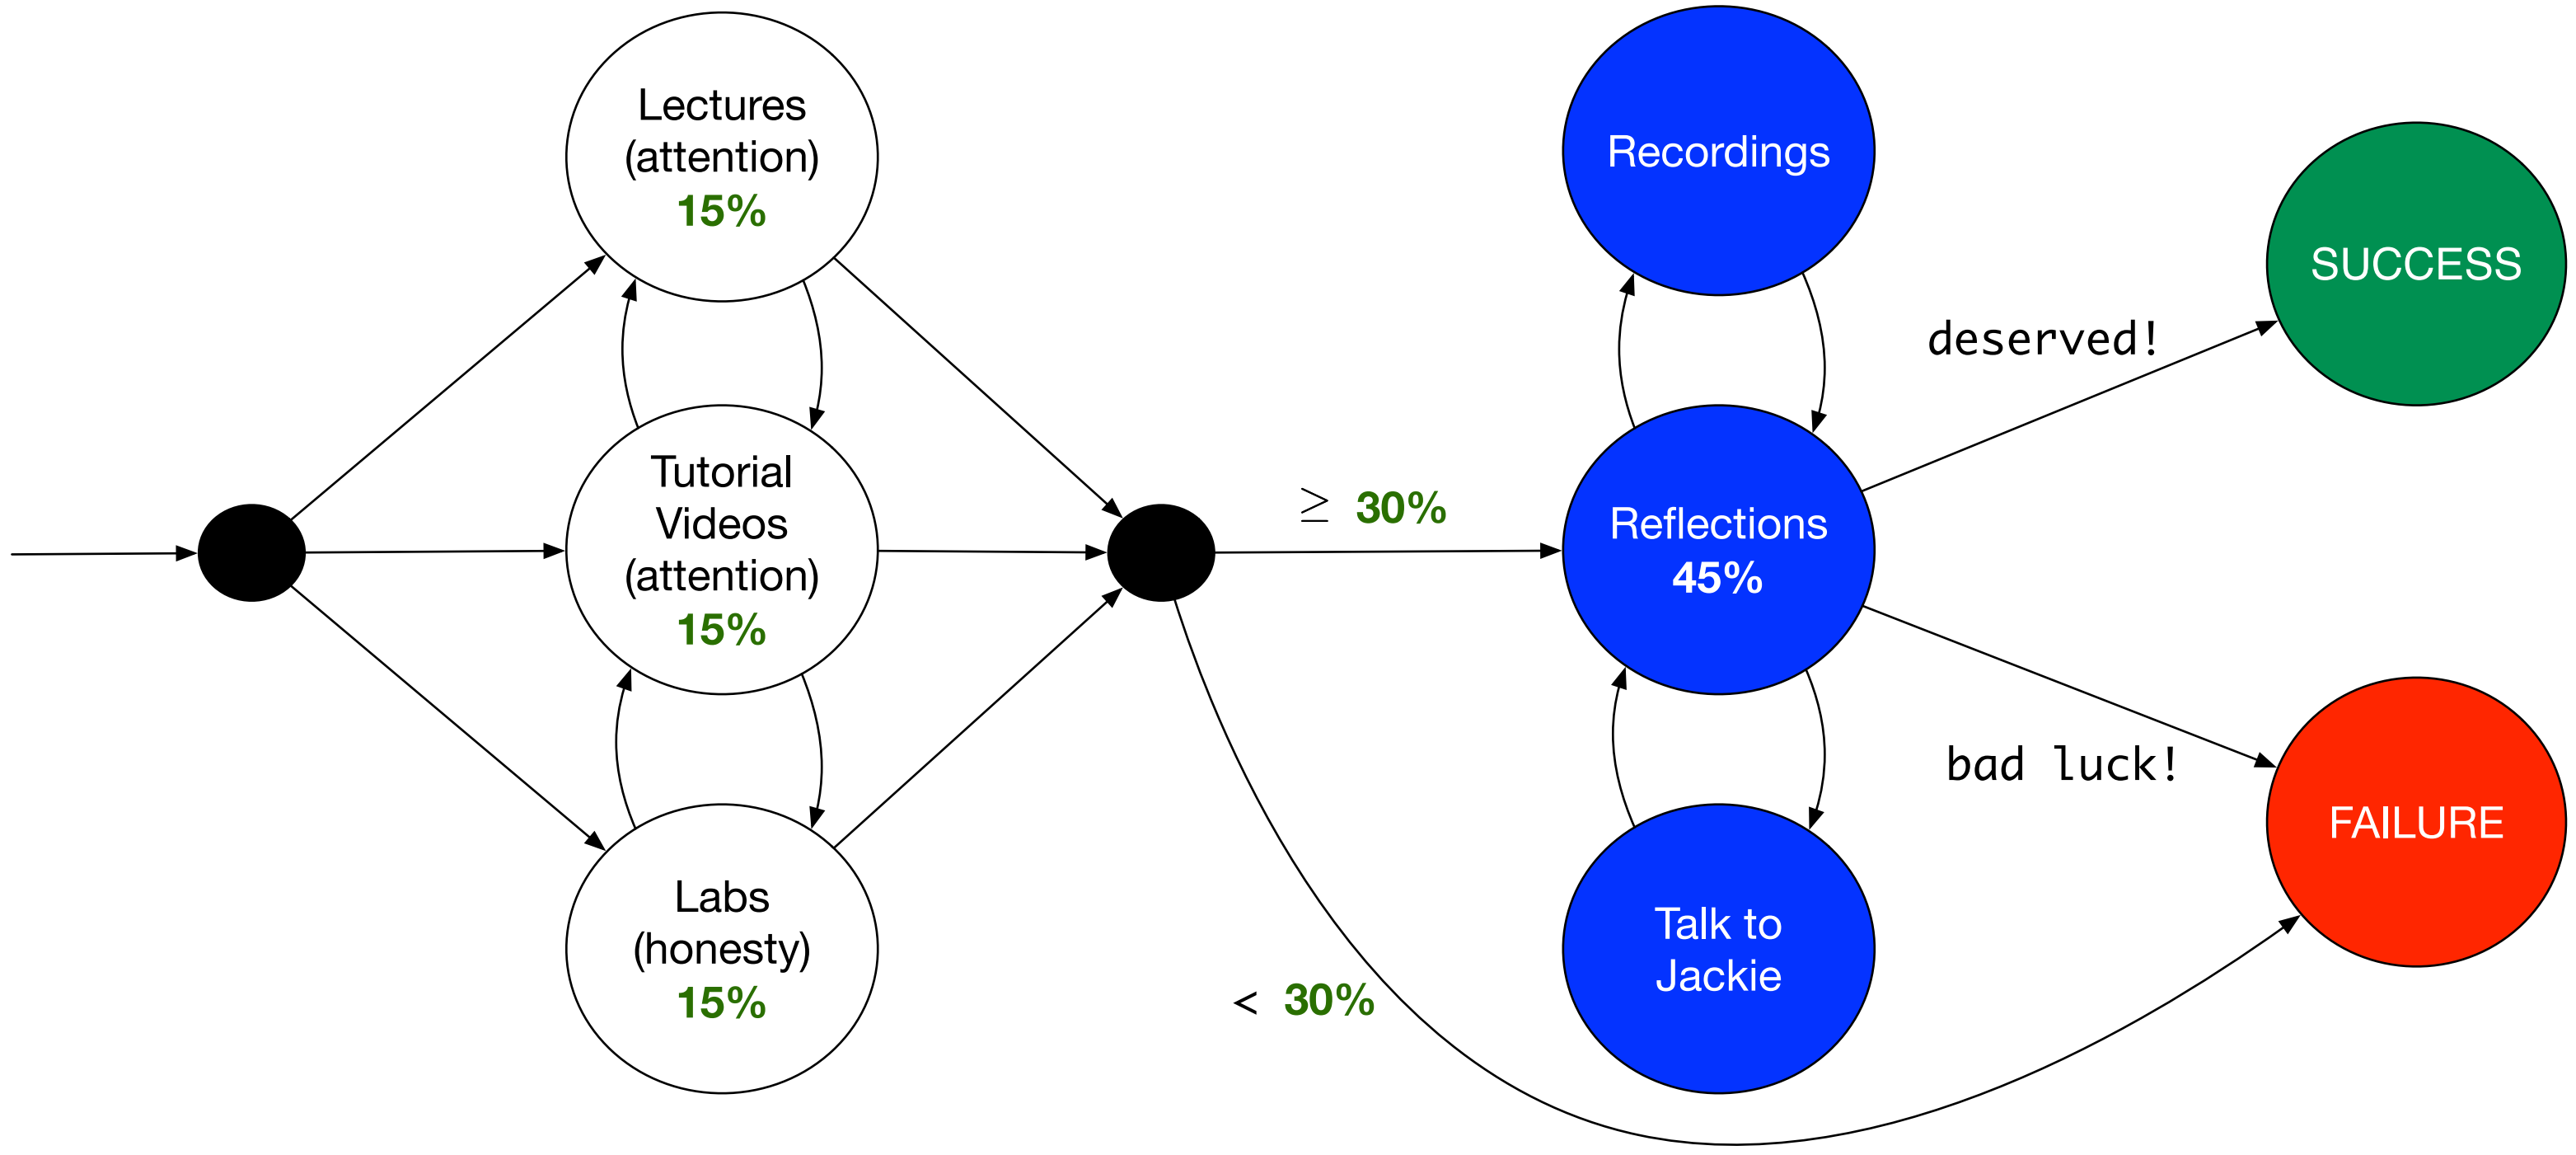 Lectures
(attention)
15%
Tutorial
Videos
(attention)
15%
Labs
(honesty)
15%
≥ 30%
< 30%
Recordings
Reflections
45%
Talk to
Jackie
deserved!
bad luck!
SUCCESS
FAILURE